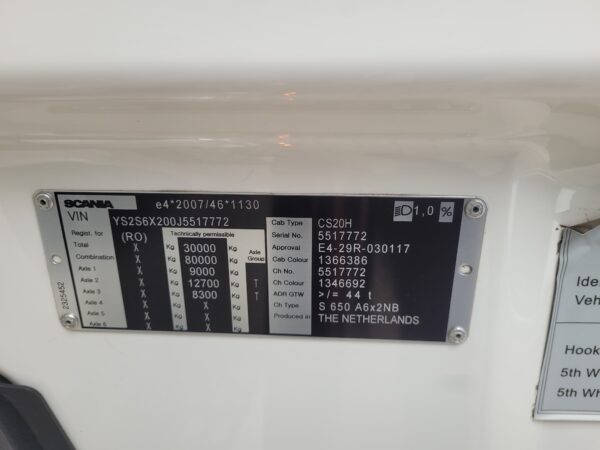 SCANIA e4*2007/46*1130 1,0 %
VIN YS2S6X200J5517772 Cab Type CS20H
Regist. for (RO) Technically permissible Serial No. 5517772
Total X Kg 30000 Kg Axle Group Approval E4-29R-030117
Combination X Kg 80000 Kg Cab Colour 1366386
Axle 1 X Kg 9000 Kg Ch No. 5517772
Axle 2 X Kg 12700 Kg T Ch Colour 1346692
Axle 3 X Kg 8300 Kg T ADR GTW >/= 44 t
Axle 4 X Kg X Kg Ch Type S 650 A6x2NB
Axle 5 X Kg X Kg Produced in THE NETHERLANDS
Axle 6 X Kg X Kg
2325452
Ide
Veh
Hook
5th W
5th Wh